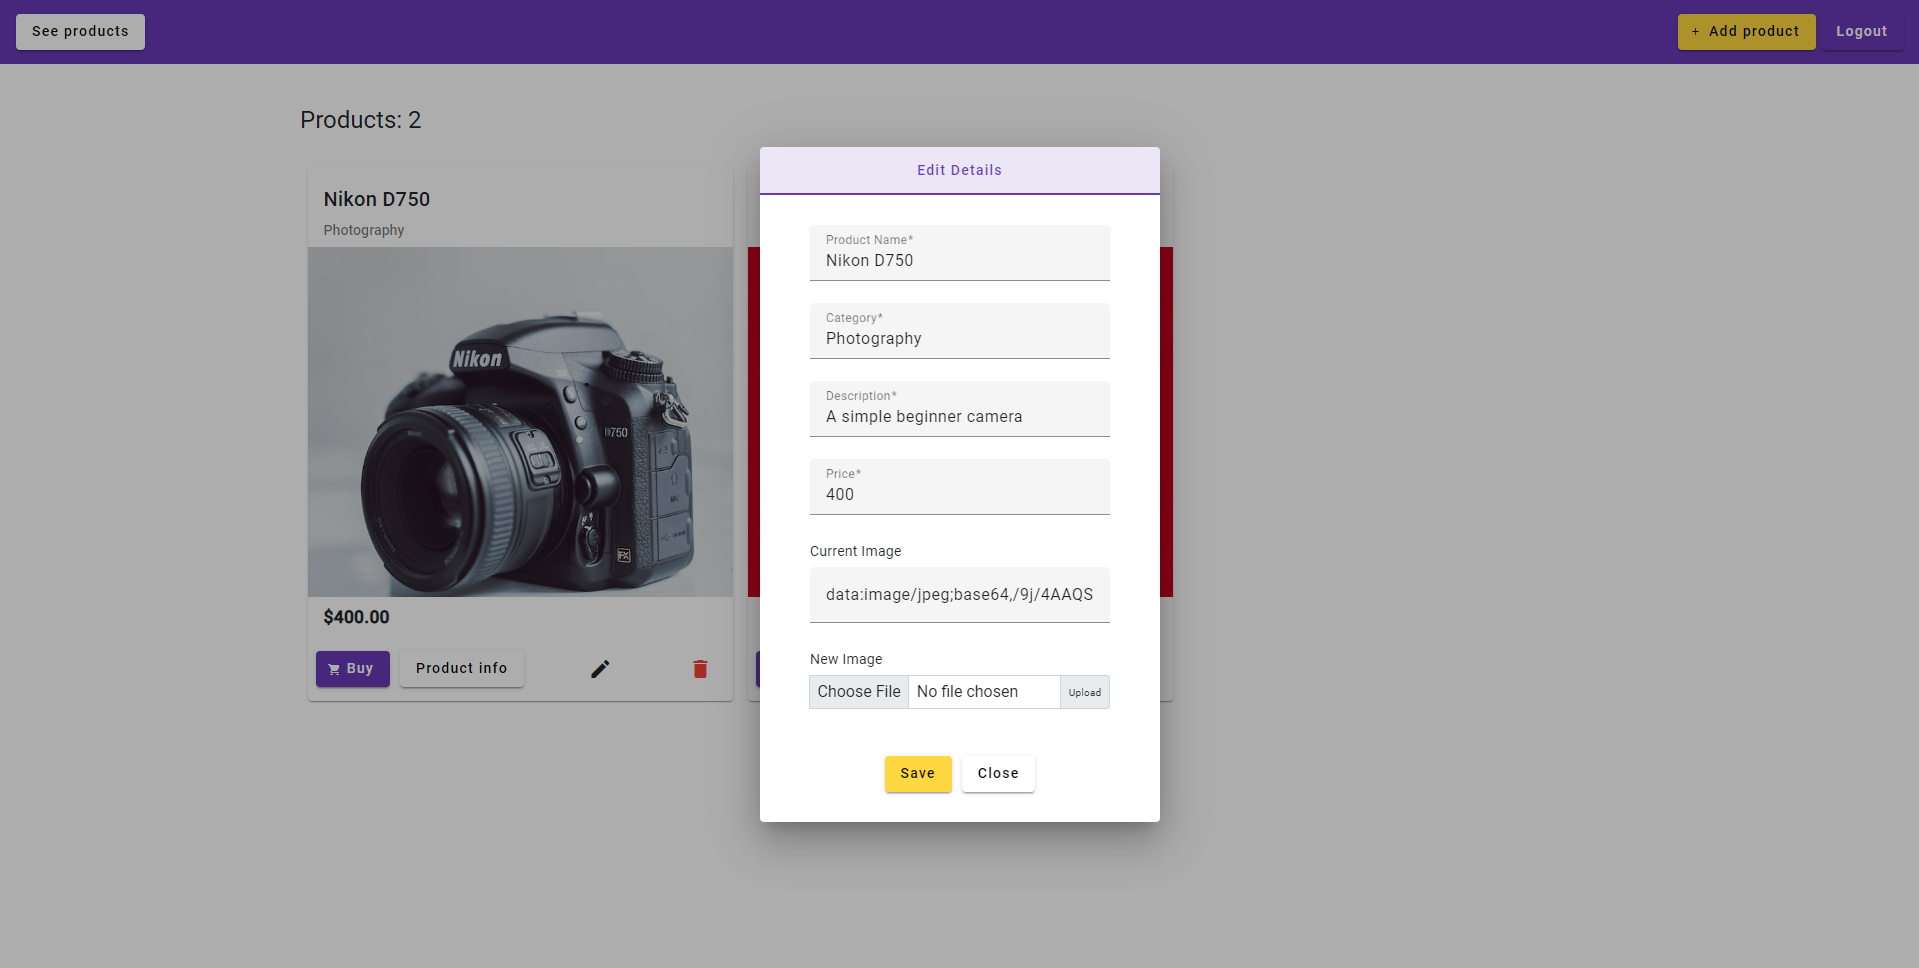 See products
+ Add product
Logout
Products: 2
Nikon D750
Photography
Nikon
D750
FX
$400.00
Buy
Product info
Edit Details
Product Name*
Nikon D750
Category*
Photography
Description*
A simple beginner camera
Price*
400
Current Image
data:image/jpeg;base64,/9j/4AAQS
New Image
Choose File
No file chosen
Upload
Save
Close